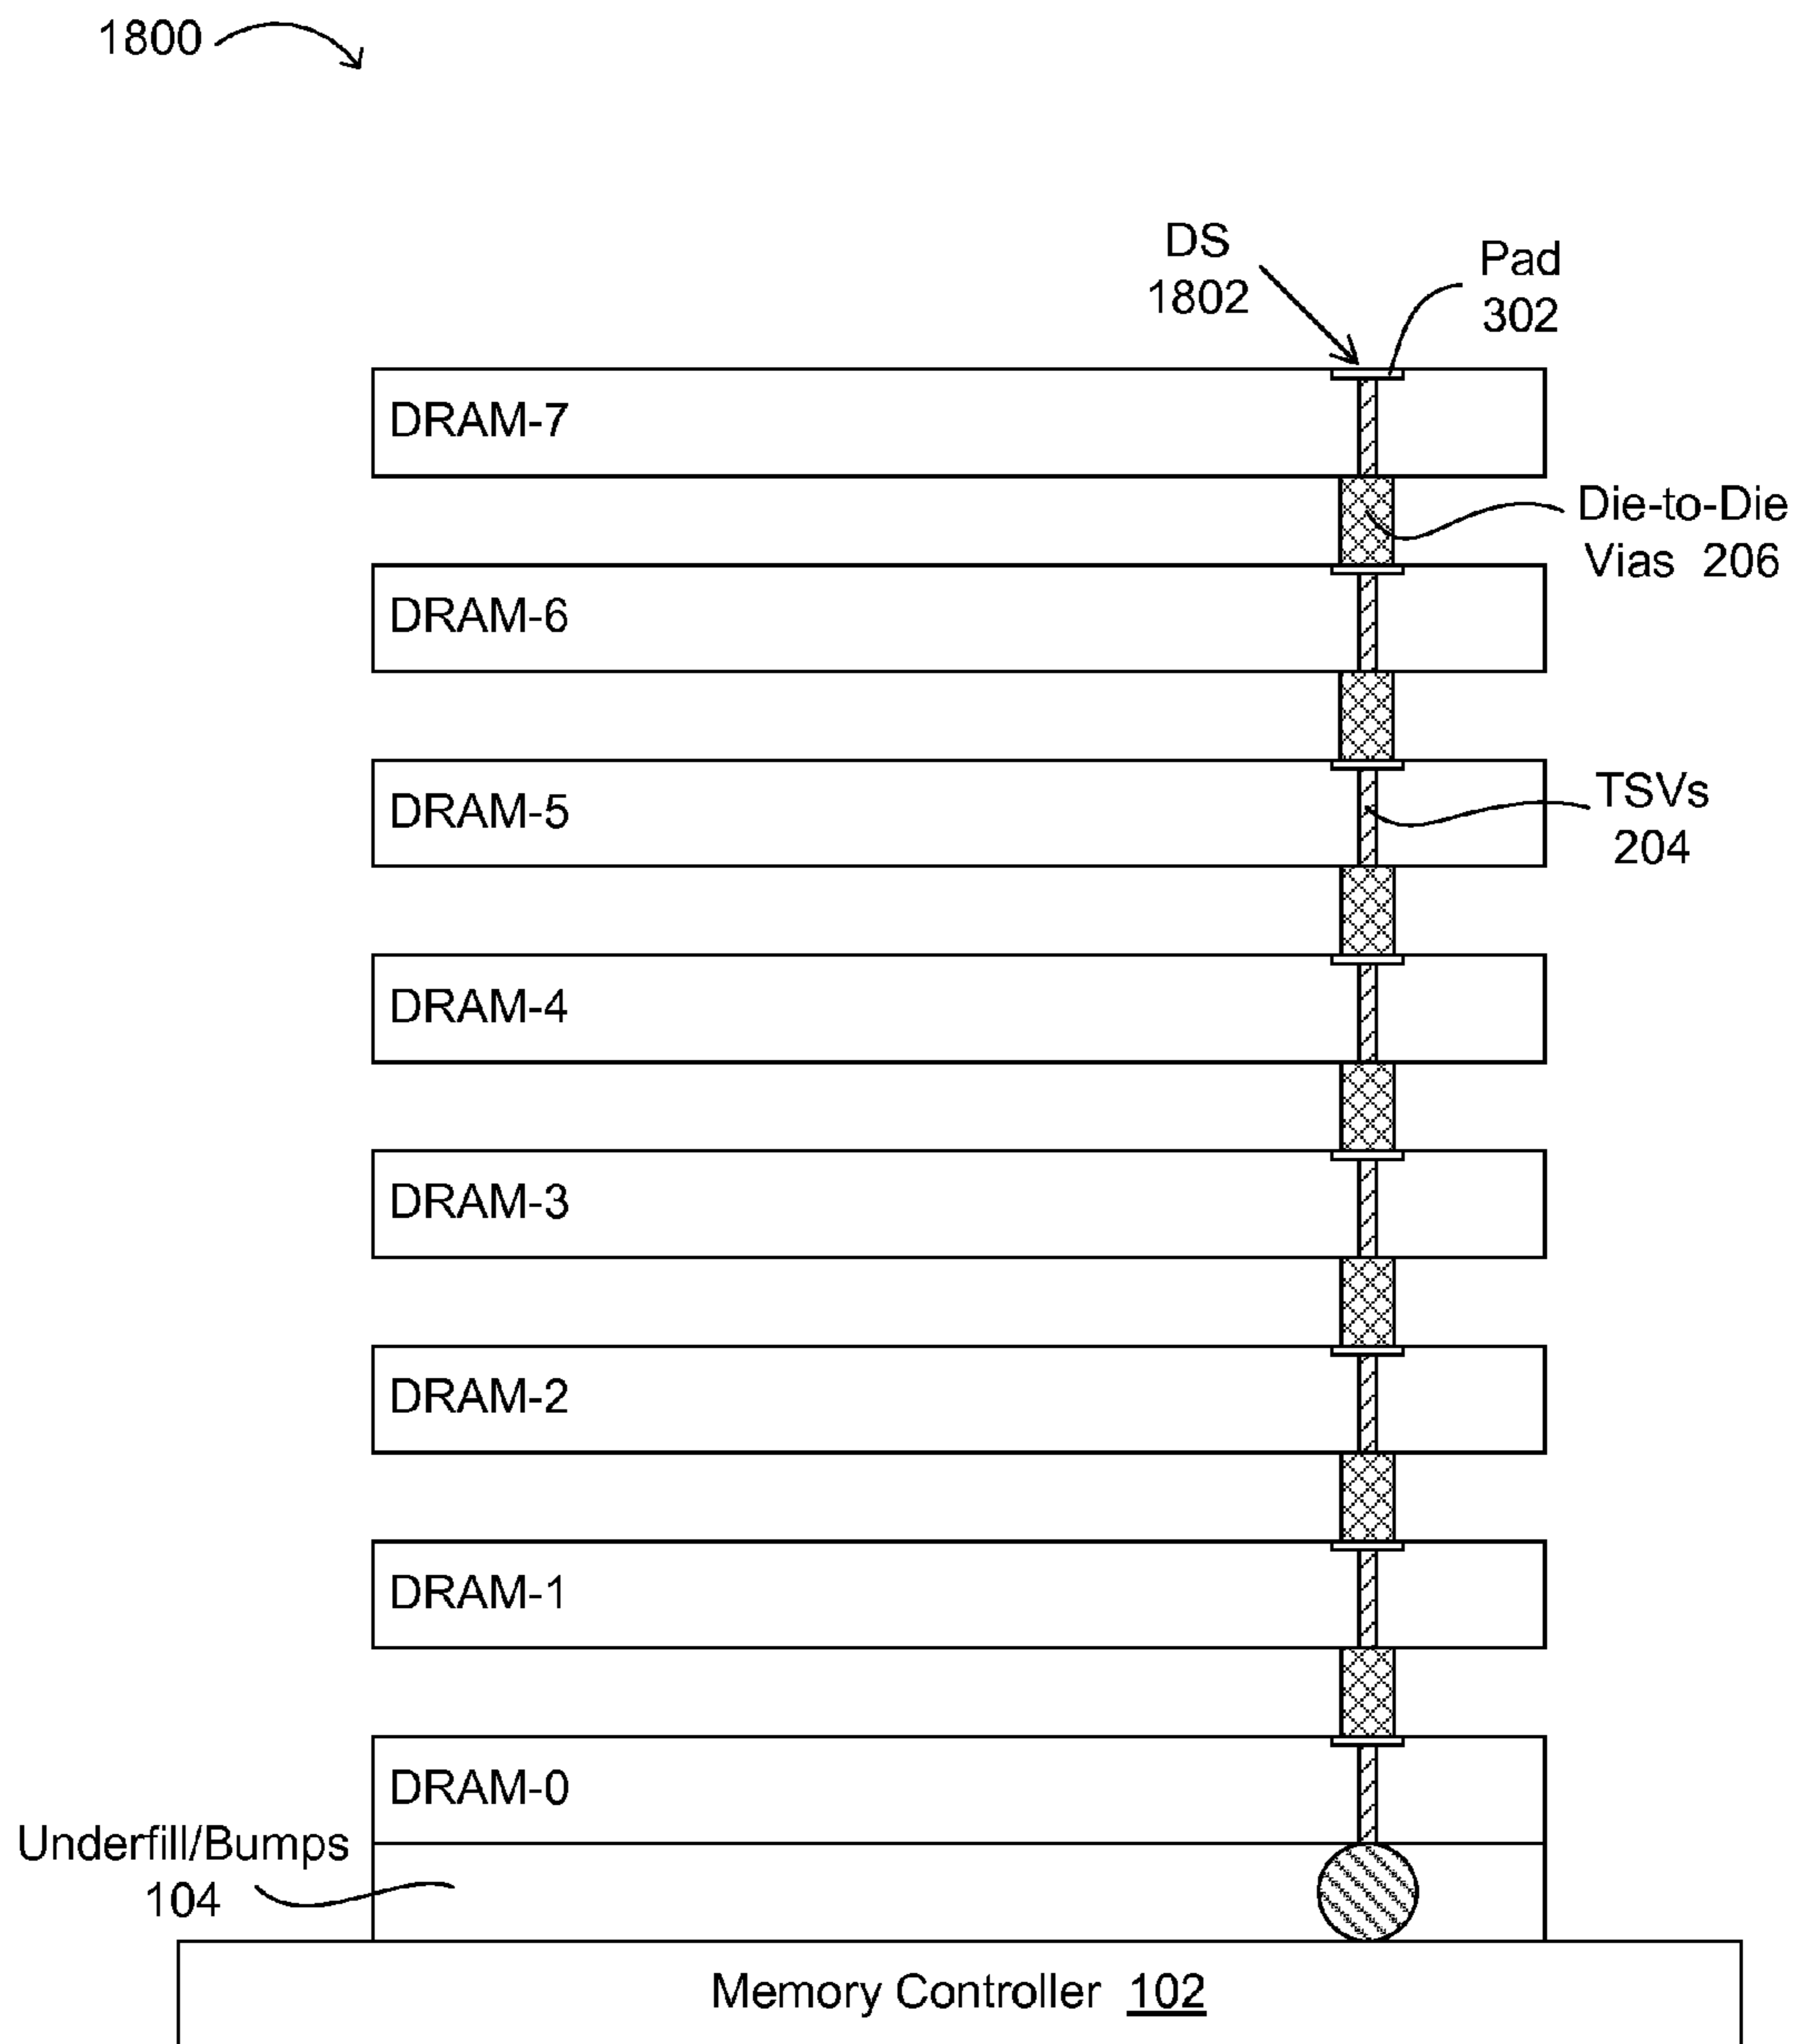 1800
DS
1802
Pad
302
DRAM-7
Die-to-Die
Vias 206
DRAM-6
DRAM-5
TSVs
204
DRAM-4
DRAM-3
DRAM-2
DRAM-1
DRAM-0
Underfill/Bumps
104
Memory Controller 102